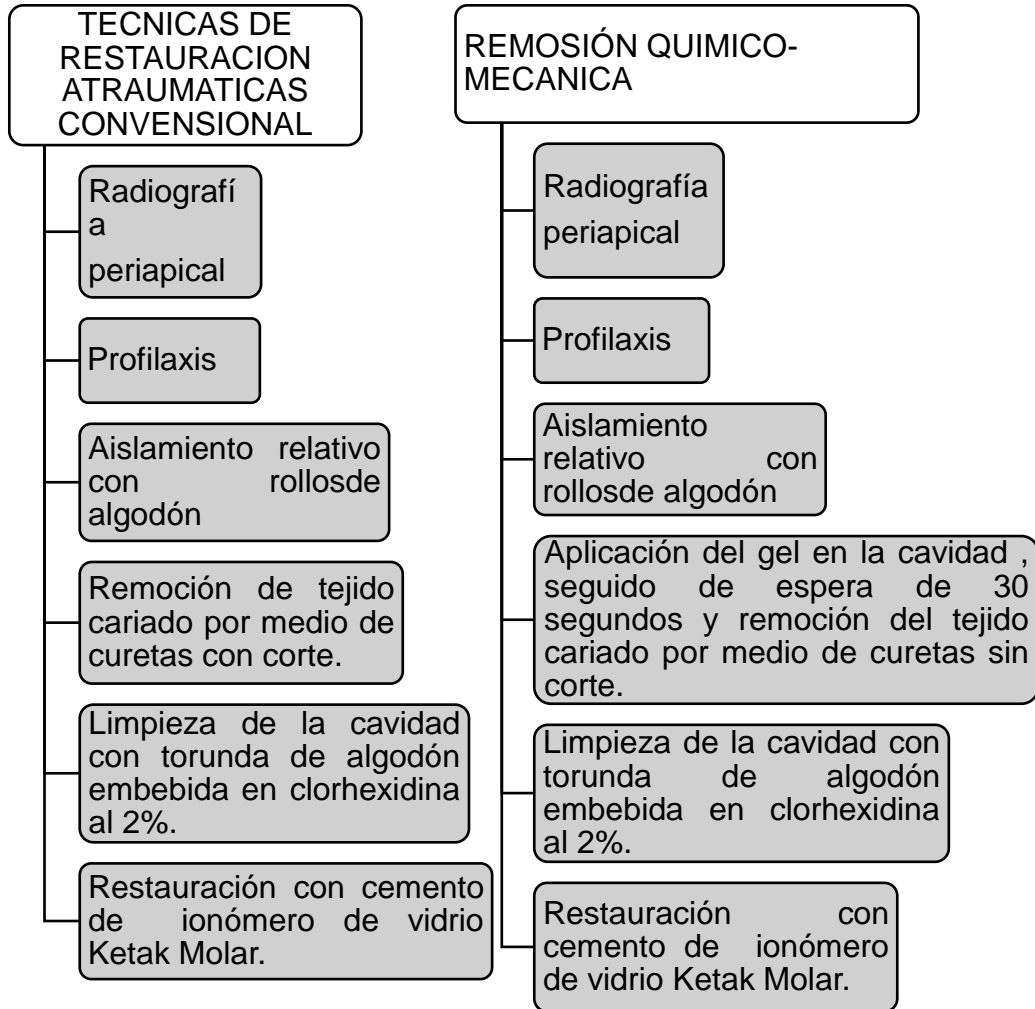 TECNICAS DE
RESTAURACION
ATRAUMATICAS
CONVENSIONAL
Radiografí
a
periapical
Profilaxis
Aislamiento relativo
con rollosde
algodón
Remoción de tejido
cariado por medio de
curetas con corte.
Limpieza de la cavidad
con torunda de algodón
embebida en clorhexidina
al 2%.
Restauración con cemento
de ionómero de vidrio
Ketak Molar.
REMOSIÓN QUIMICO-
MECANICA
Radiografía
periapical
Profilaxis
Aislamiento
relativo con
rollosde algodón
Aplicación del gel en la cavidad ,
seguido de espera de 30
segundos y remoción del tejido
cariado por medio de curetas sin
corte.
Limpieza de la cavidad con
torunda de algodón
embebida en clorhexidina
al 2%.
Restauración con
cemento de ionómero
de vidrio Ketak Molar.